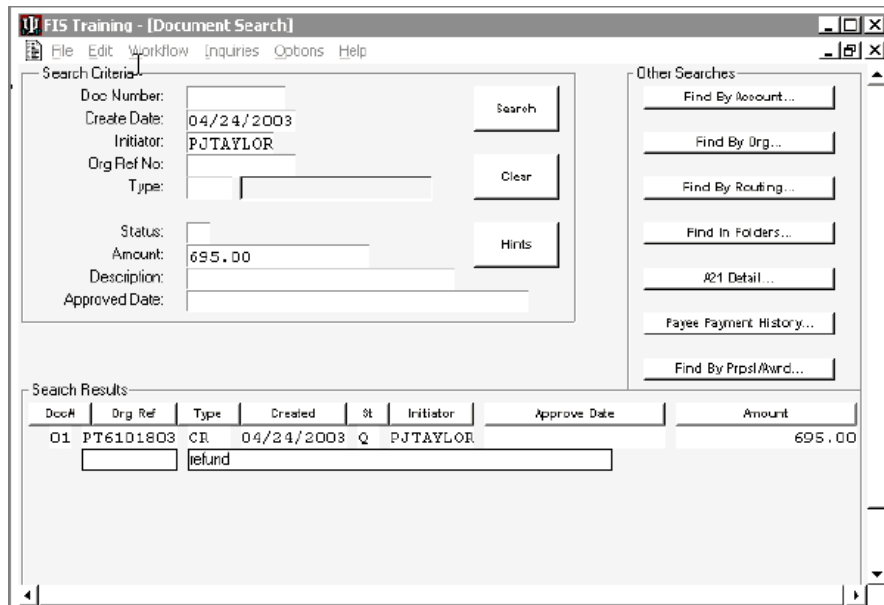 FIS Training - [Document Search]
File Edit Workflow Inquiries Options Help
Search Criteria
Doc Number:
Create Date: 04/24/2003
Initiator: PJTAYLOR
Org Ref No:
Type:
Status:
Amount: 695.00
Description:
Approved Date:
Search
Clear
Hints
Other Searches
Find By Account...
Find By Org...
Find By Routing...
Find In Folders...
A21 Detail...
Payee Payment History...
Find By Prpsl/Awrd...
Search Results
Doc# Org Ref Type Created St Initiator Approve Date Amount
01 PT6101803 CR 04/24/2003 Q PJTAYLOR 695.00
refund